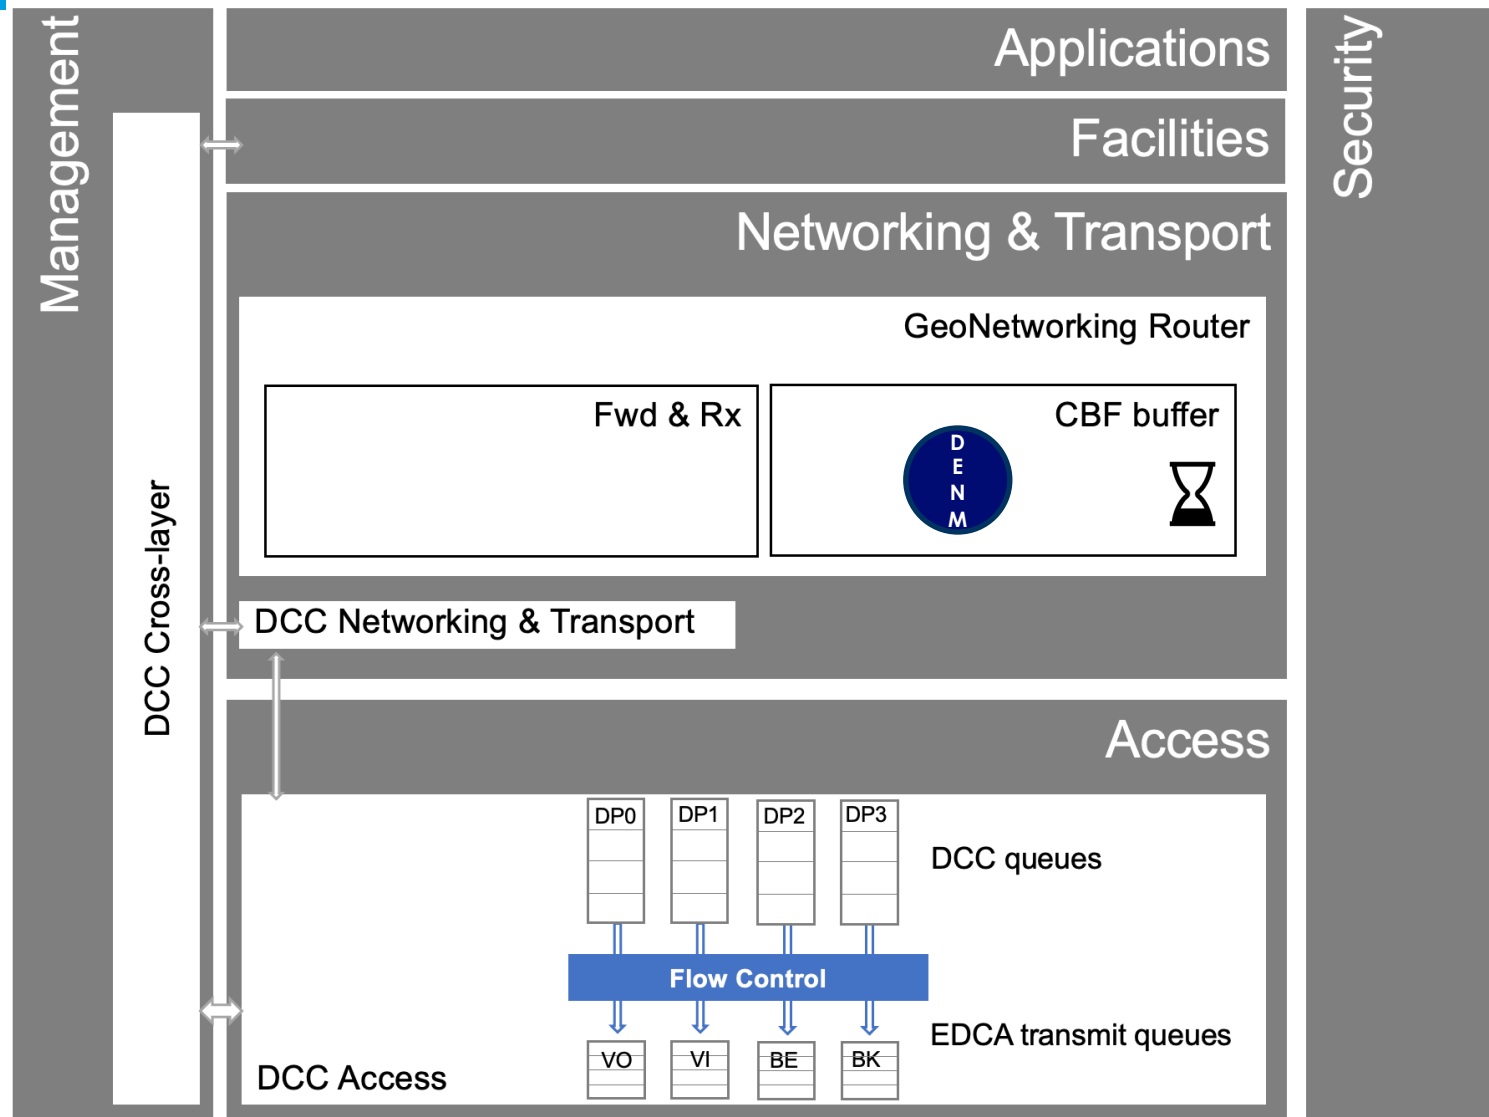 Management
Applications
Security
Facilities
Networking & Transport
GeoNetworking Router
Fwd & Rx
CBF buffer
D
E
N
M
DCC Cross-layer
DCC Networking & Transport
Access
DP0 DP1 DP2 DP3
DCC queues
Flow Control
EDCA transmit queues
VO VI BE BK
DCC Access